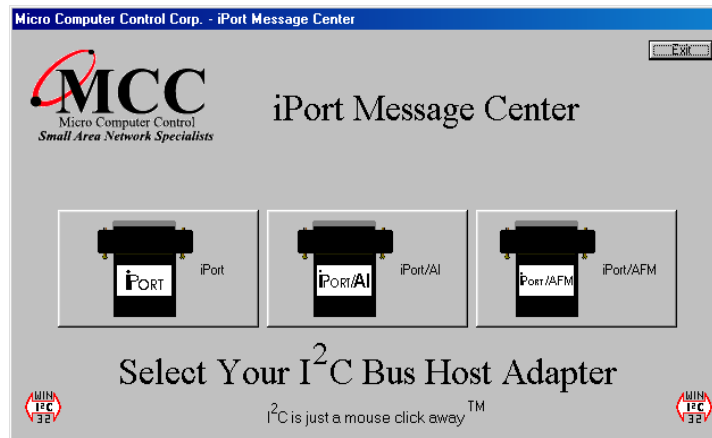 Micro Computer Control Corp. - iPort Message Center
Exit
MCC
Micro Computer Control
Small Area Network Specialists
iPort Message Center
iPORT
iPort
iPORT/AI
iPort/AI
iPORT/AFM
iPort/AFM
Select Your I²C Bus Host Adapter
I²C is just a mouse click away™
WIN
I²C
32
WIN
I²C
32